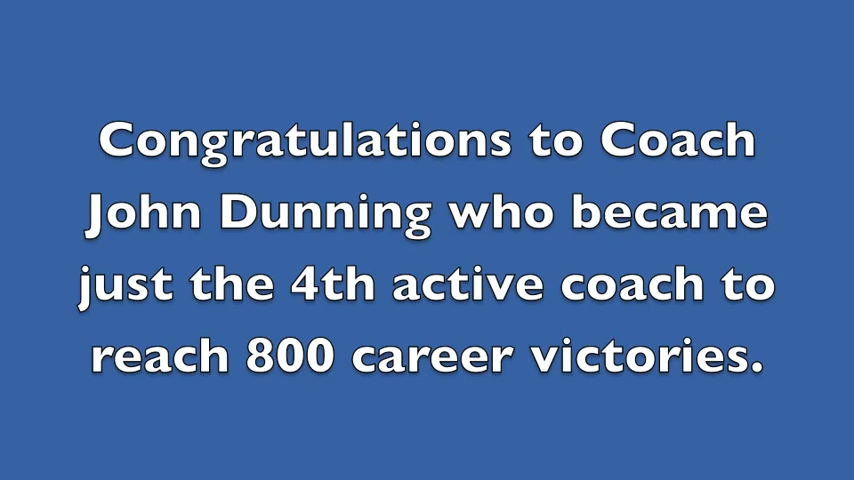 Congratulations to Coach
John Dunning who became
just the 4th active coach to
reach 800 career victories.